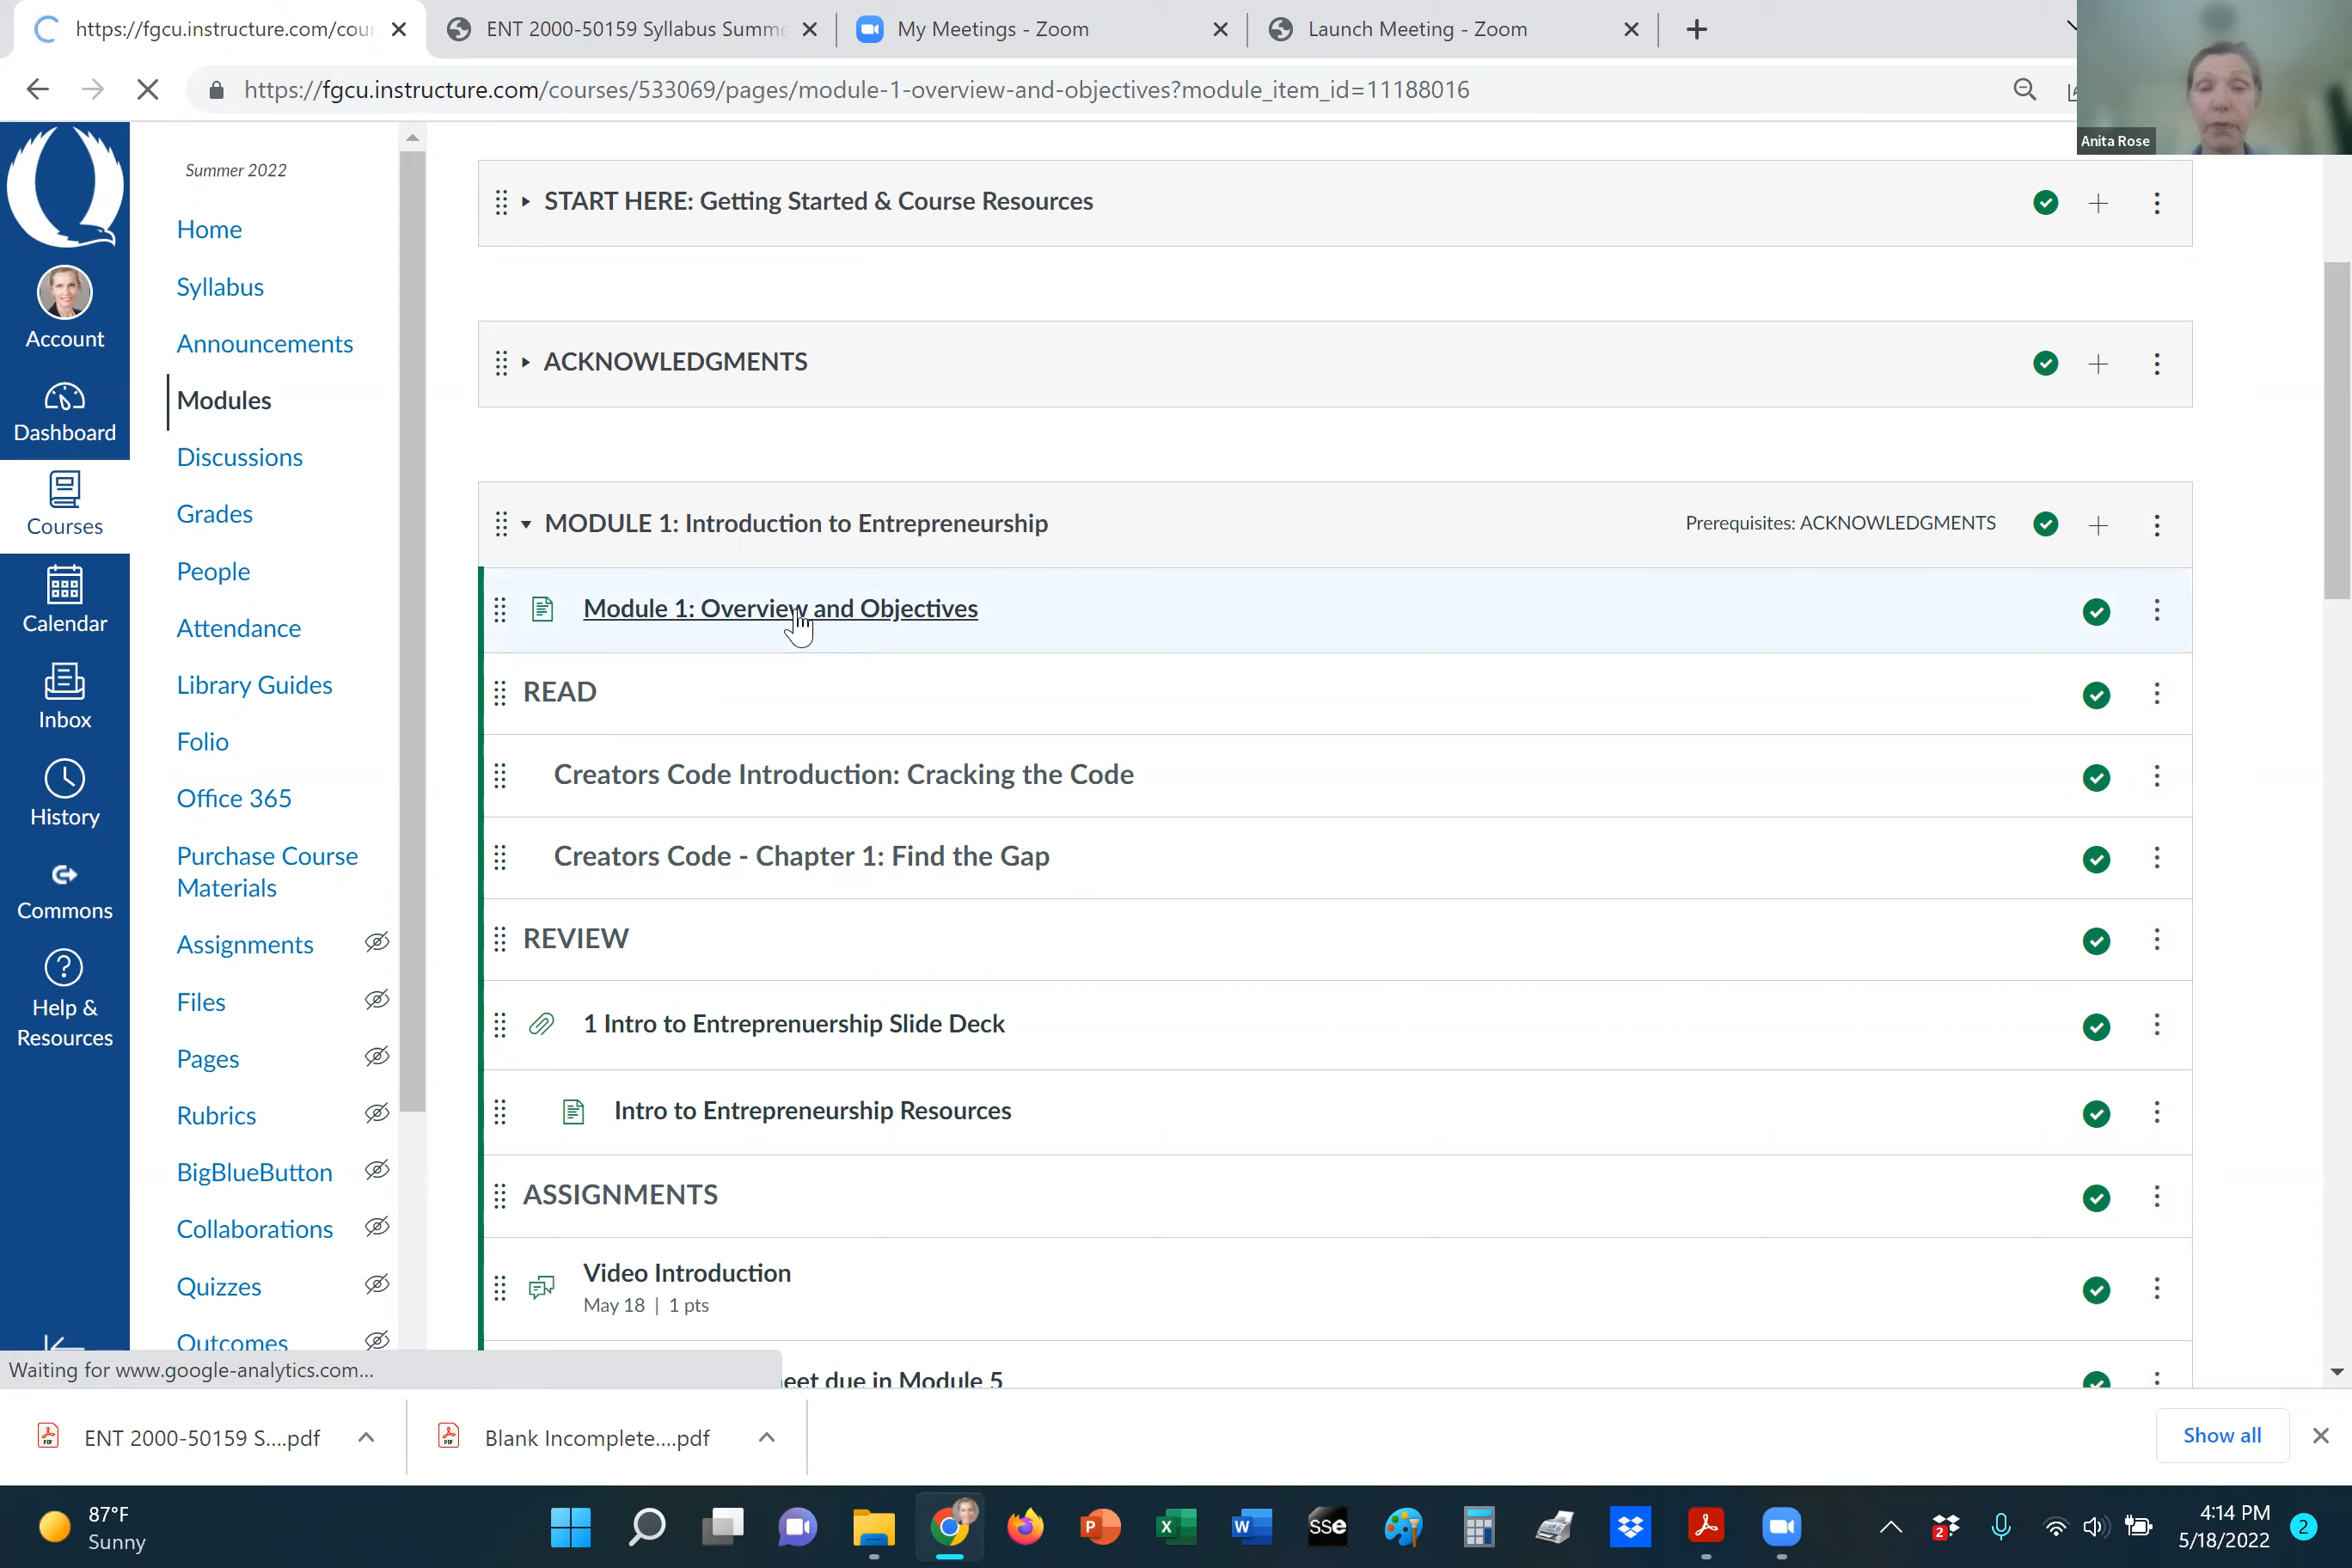 https://fgcu.instructure.com/cour
ENT 2000-50159 Syllabus Summe
My Meetings - Zoom
Launch Meeting - Zoom
https://fgcu.instructure.com/courses/533069/pages/module-1-overview-and-objectives?module_item_id=11188016
Anita Rose
Account
Dashboard
Courses
Calendar
Inbox
History
Commons
Help &
Resources
Summer 2022
Home
Syllabus
Announcements
Modules
Discussions
Grades
People
Attendance
Library Guides
Folio
Office 365
Purchase Course
Materials
Assignments
Files
Pages
Rubrics
BigBlueButton
Collaborations
Quizzes
Outcomes
START HERE: Getting Started & Course Resources
ACKNOWLEDGMENTS
MODULE 1: Introduction to Entrepreneurship
Prerequisites: ACKNOWLEDGMENTS
Module 1: Overview and Objectives
READ
Creators Code Introduction: Cracking the Code
Creators Code - Chapter 1: Find the Gap
REVIEW
1 Intro to Entreprenuership Slide Deck
Intro to Entrepreneurship Resources
ASSIGNMENTS
Video Introduction
May 18 | 1 pts
eet due in Module 5
Waiting for www.google-analytics.com...
ENT 2000-50159 S....pdf
Blank Incomplete....pdf
Show all
87°F
Sunny
sse
2
4:14 PM
5/18/2022
2